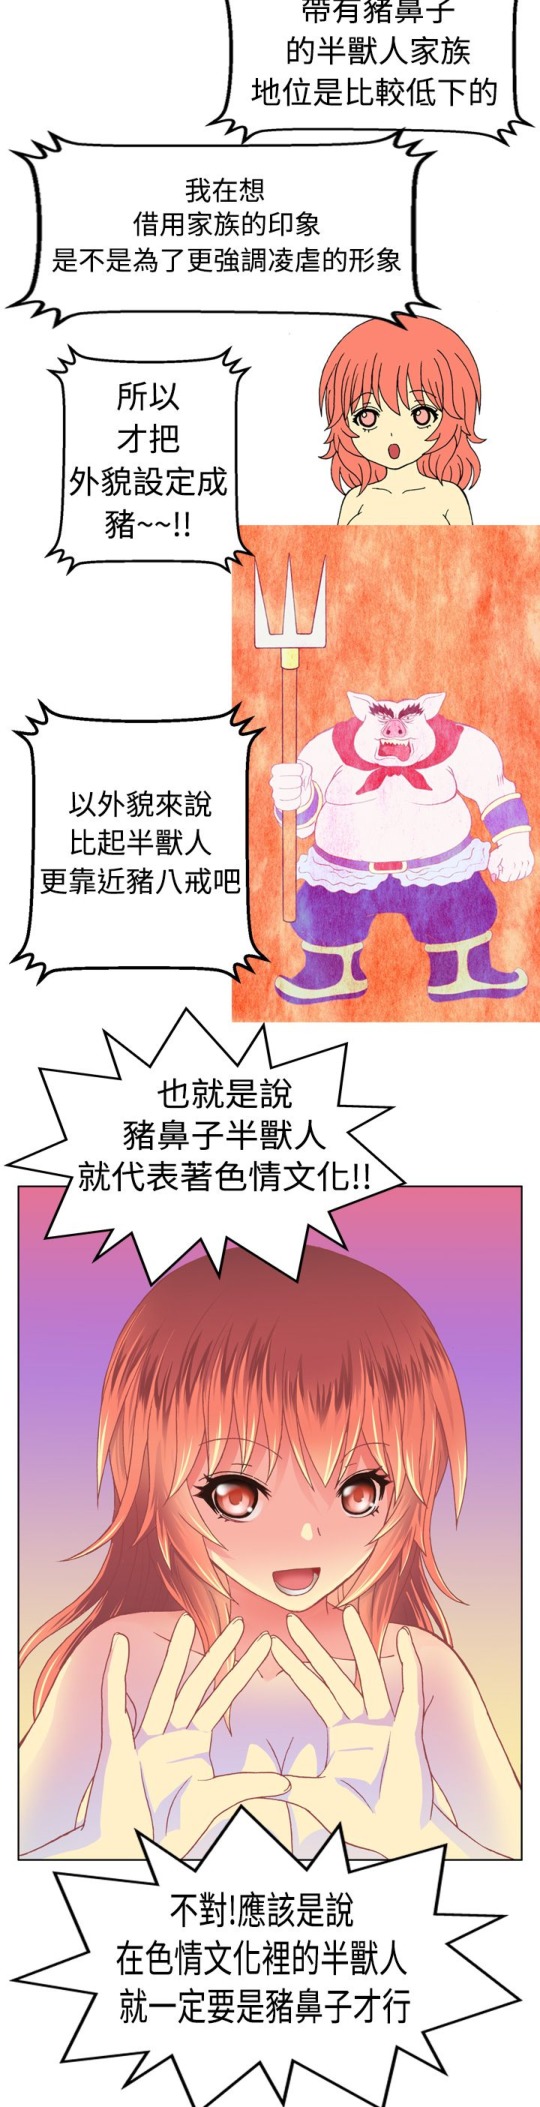 帶有豬鼻子
的半獸人家族
地位是比較低下的
我在想
借用家族的印象
是不是為了更強調凌虐的形象
所以
才把
外貌設定成
豬~~!!
以外貌來說
比起半獸人
更靠近豬八戒吧
也就是說
豬鼻子半獸人
就代表著色情文化!!
不對!應該是說
在色情文化裡的半獸人
就一定要是豬鼻子才行